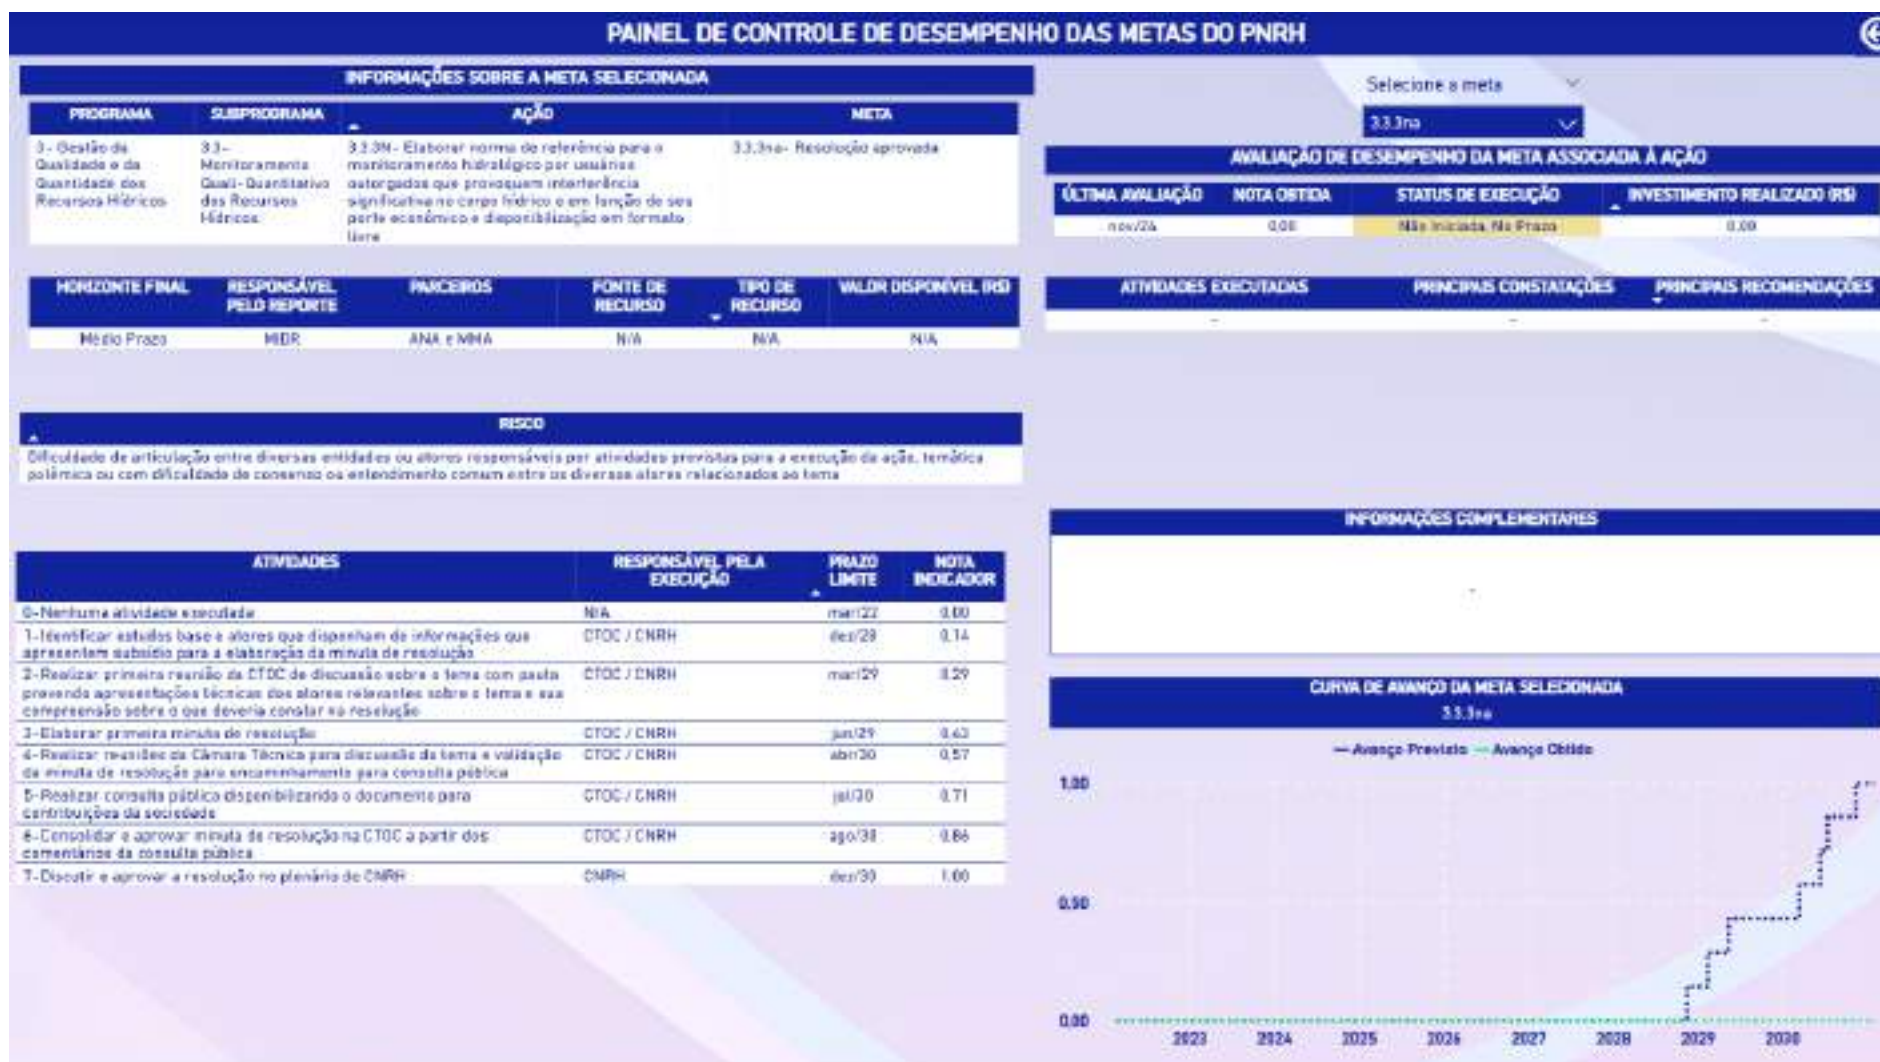 PAINEL DE CONTROLE DE DESEMPENHO DAS METAS DO PNRH
INFORMAÇÕES SOBRE A META SELECIONADA
PROGRAMA SUBPROGRAMA AÇÃO META
3- Gestão da Qualidade e da Quantidade dos Recursos Hídricos
3.3- Monitoramento Quali-Quantitativo dos Recursos Hídricos
3.3.3N- Elaborar norma de referência para o
monitoramento hidrológico por usuários
outorgados que provoquem interferência
significativa no corpo hídrico e em função de seu
porte econômico e disponibilização em formato
livre
3.3.3na- Resolução aprovada
HORIZONTE FINAL RESPONSÁVEL PELO REPORTE PARCEIROS FONTE DE RECURSO TIPO DE RECURSO VALOR DISPONÍVEL (R$)
Médio Prazo MIDR ANA e MMA N/A N/A N/A
RISCO
Dificuldade de articulação entre diversas entidades ou atores responsáveis por atividades previstas para a execução da ação, temática
polêmica ou com dificuldade de consenso ou entendimento comum entre os diversos atores relacionados ao tema
ATIVIDADES RESPONSÁVEL PELA EXECUÇÃO PRAZO LIMITE NOTA INDICADOR
0-Nenhuma atividade executada N/A mar/22 0,00
1-Identificar estudos base e atores que disponham de informações que CTOC / CNRH dez/28 0,14
apresentem subsídio para a elaboração da minuta de resolução
2-Realizar primeira reunião da CTOC de discussão sobre o tema com pauta CTOC / CNRH mar/29 0,29
prevendo apresentações técnicas dos atores relevantes sobre o tema e sua
compreensão sobre o que deveria constar na resolução
3-Elaborar primeira minuta de resolução CTOC / CNRH jun/29 0,43
4-Realizar reuniões da Câmara Técnica para discussão do tema e validação CTOC / CNRH abr/30 0,57
da minuta de resolução para encaminhamento para consulta pública
5-Realizar consulta pública disponibilizando o documento para CTOC / CNRH jul/30 0,71
contribuições da sociedade
6-Consolidar e aprovar minuta de resolução na CTOC a partir dos CTOC / CNRH ago/30 0,86
comentários da consulta pública
7-Discutir e aprovar a resolução no plenário do CNRH CNRH dez/30 1,00
Selecione a meta
3.3.3na
AVALIAÇÃO DE DESEMPENHO DA META ASSOCIADA À AÇÃO
ÚLTIMA AVALIAÇÃO NOTA OBTIDA STATUS DE EXECUÇÃO INVESTIMENTO REALIZADO (R$)
nov/24 0,00 Não Iniciada, No Prazo 0,00
ATIVIDADES EXECUTADAS PRINCIPAIS CONSTATAÇÕES PRINCIPAIS RECOMENDAÇÕES
- - -
INFORMAÇÕES COMPLEMENTARES
-
CURVA DE AVANÇO DA META SELECIONADA
3.3.3na
Avanço Previsto Avanço Obtido
1,00
0,50
0,00
2023 2024 2025 2026 2027 2028 2029 2030